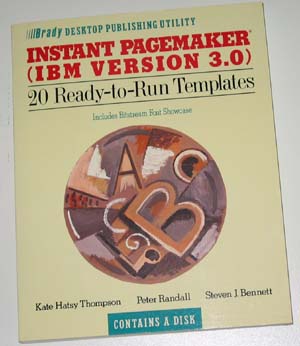 Brady DESKTOP PUBLISHING UTILITY
INSTANT PAGEMAKER®
(IBM VERSION 3.0)
20 Ready-to-Run Templates
Includes Bitstream Font Showcase
A B C
B
Kate Hatsy Thompson Peter Randall Steven J. Bennett
CONTAINS A DISK